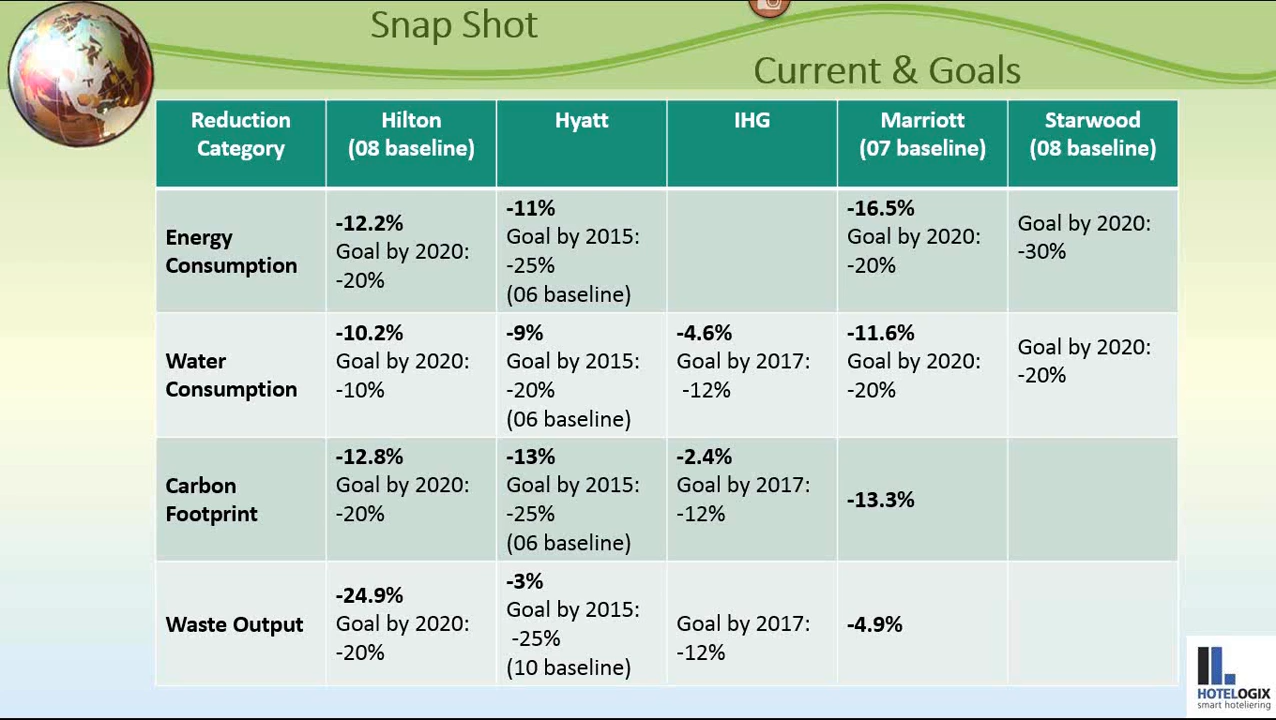 Snap Shot
Current & Goals
Reduction
Category
Hilton
(08 baseline)
Hyatt
IHG
Marriott
(07 baseline)
Starwood
(08 baseline)
Energy
Consumption
-12.2%
Goal by 2020:
-20%
-11%
Goal by 2015:
-25%
(06 baseline)
-16.5%
Goal by 2020:
-20%
Goal by 2020:
-30%
Water
Consumption
-10.2%
Goal by 2020:
-10%
-9%
Goal by 2015:
-20%
(06 baseline)
-4.6%
Goal by 2017:
-12%
-11.6%
Goal by 2020:
-20%
Goal by 2020:
-20%
Carbon
Footprint
-12.8%
Goal by 2020:
-20%
-13%
Goal by 2015:
-25%
(06 baseline)
-2.4%
Goal by 2017:
-12%
-13.3%
Waste Output
-24.9%
Goal by 2020:
-20%
-3%
Goal by 2015:
-25%
(10 baseline)
Goal by 2017:
-12%
-4.9%
HOTELOGIX
smart hoteliering